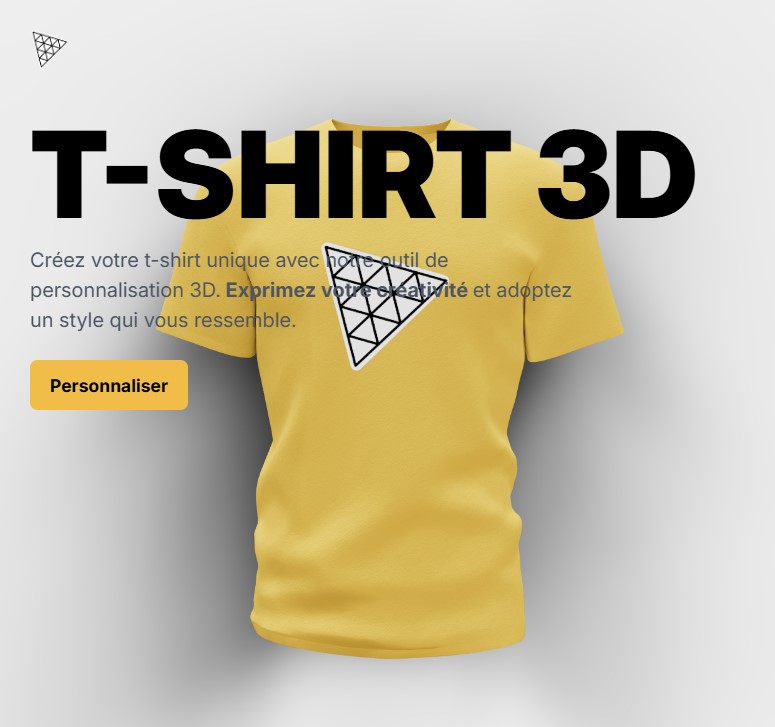 T-SHIRT 3D
Créez votre t-shirt unique avec notre outil de
personnalisation 3D. Exprimez votre créativité et adoptez
un style qui vous ressemble.
Personnaliser